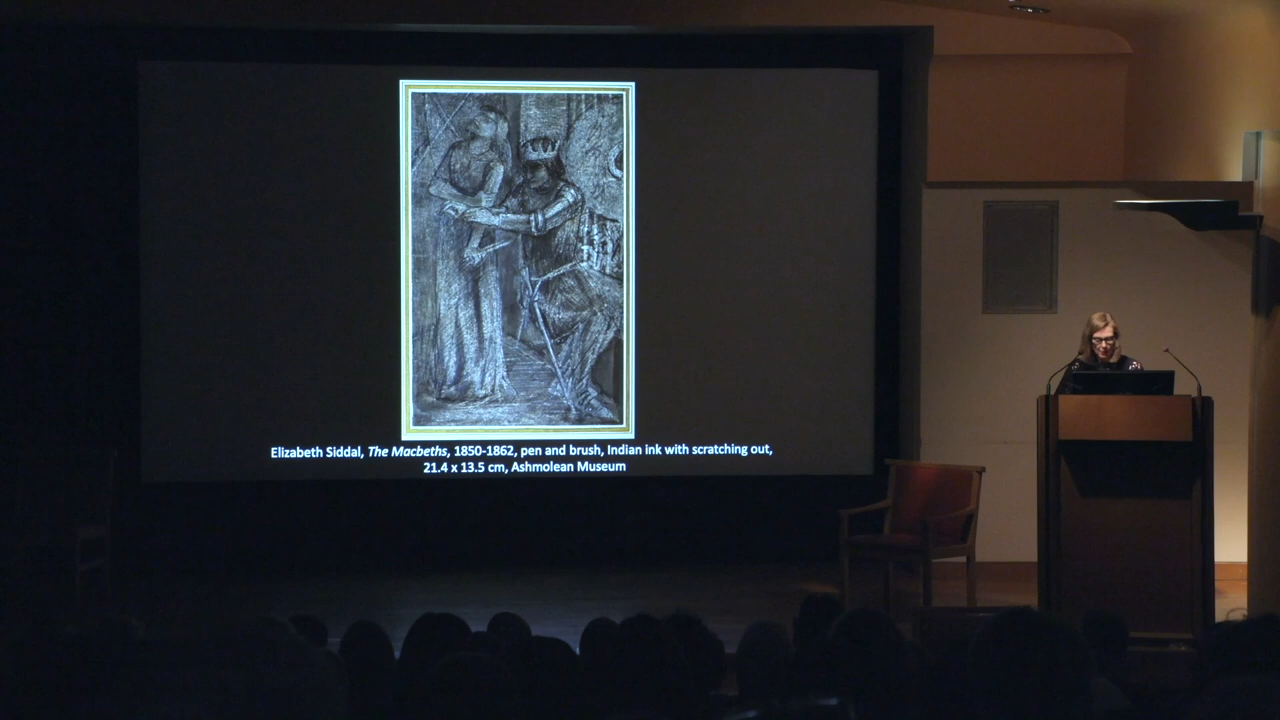 Elizabeth Siddal, The Macbeths, 1850-1862, pen and brush, Indian ink with scratching out,
21.4 x 13.5 cm, Ashmolean Museum